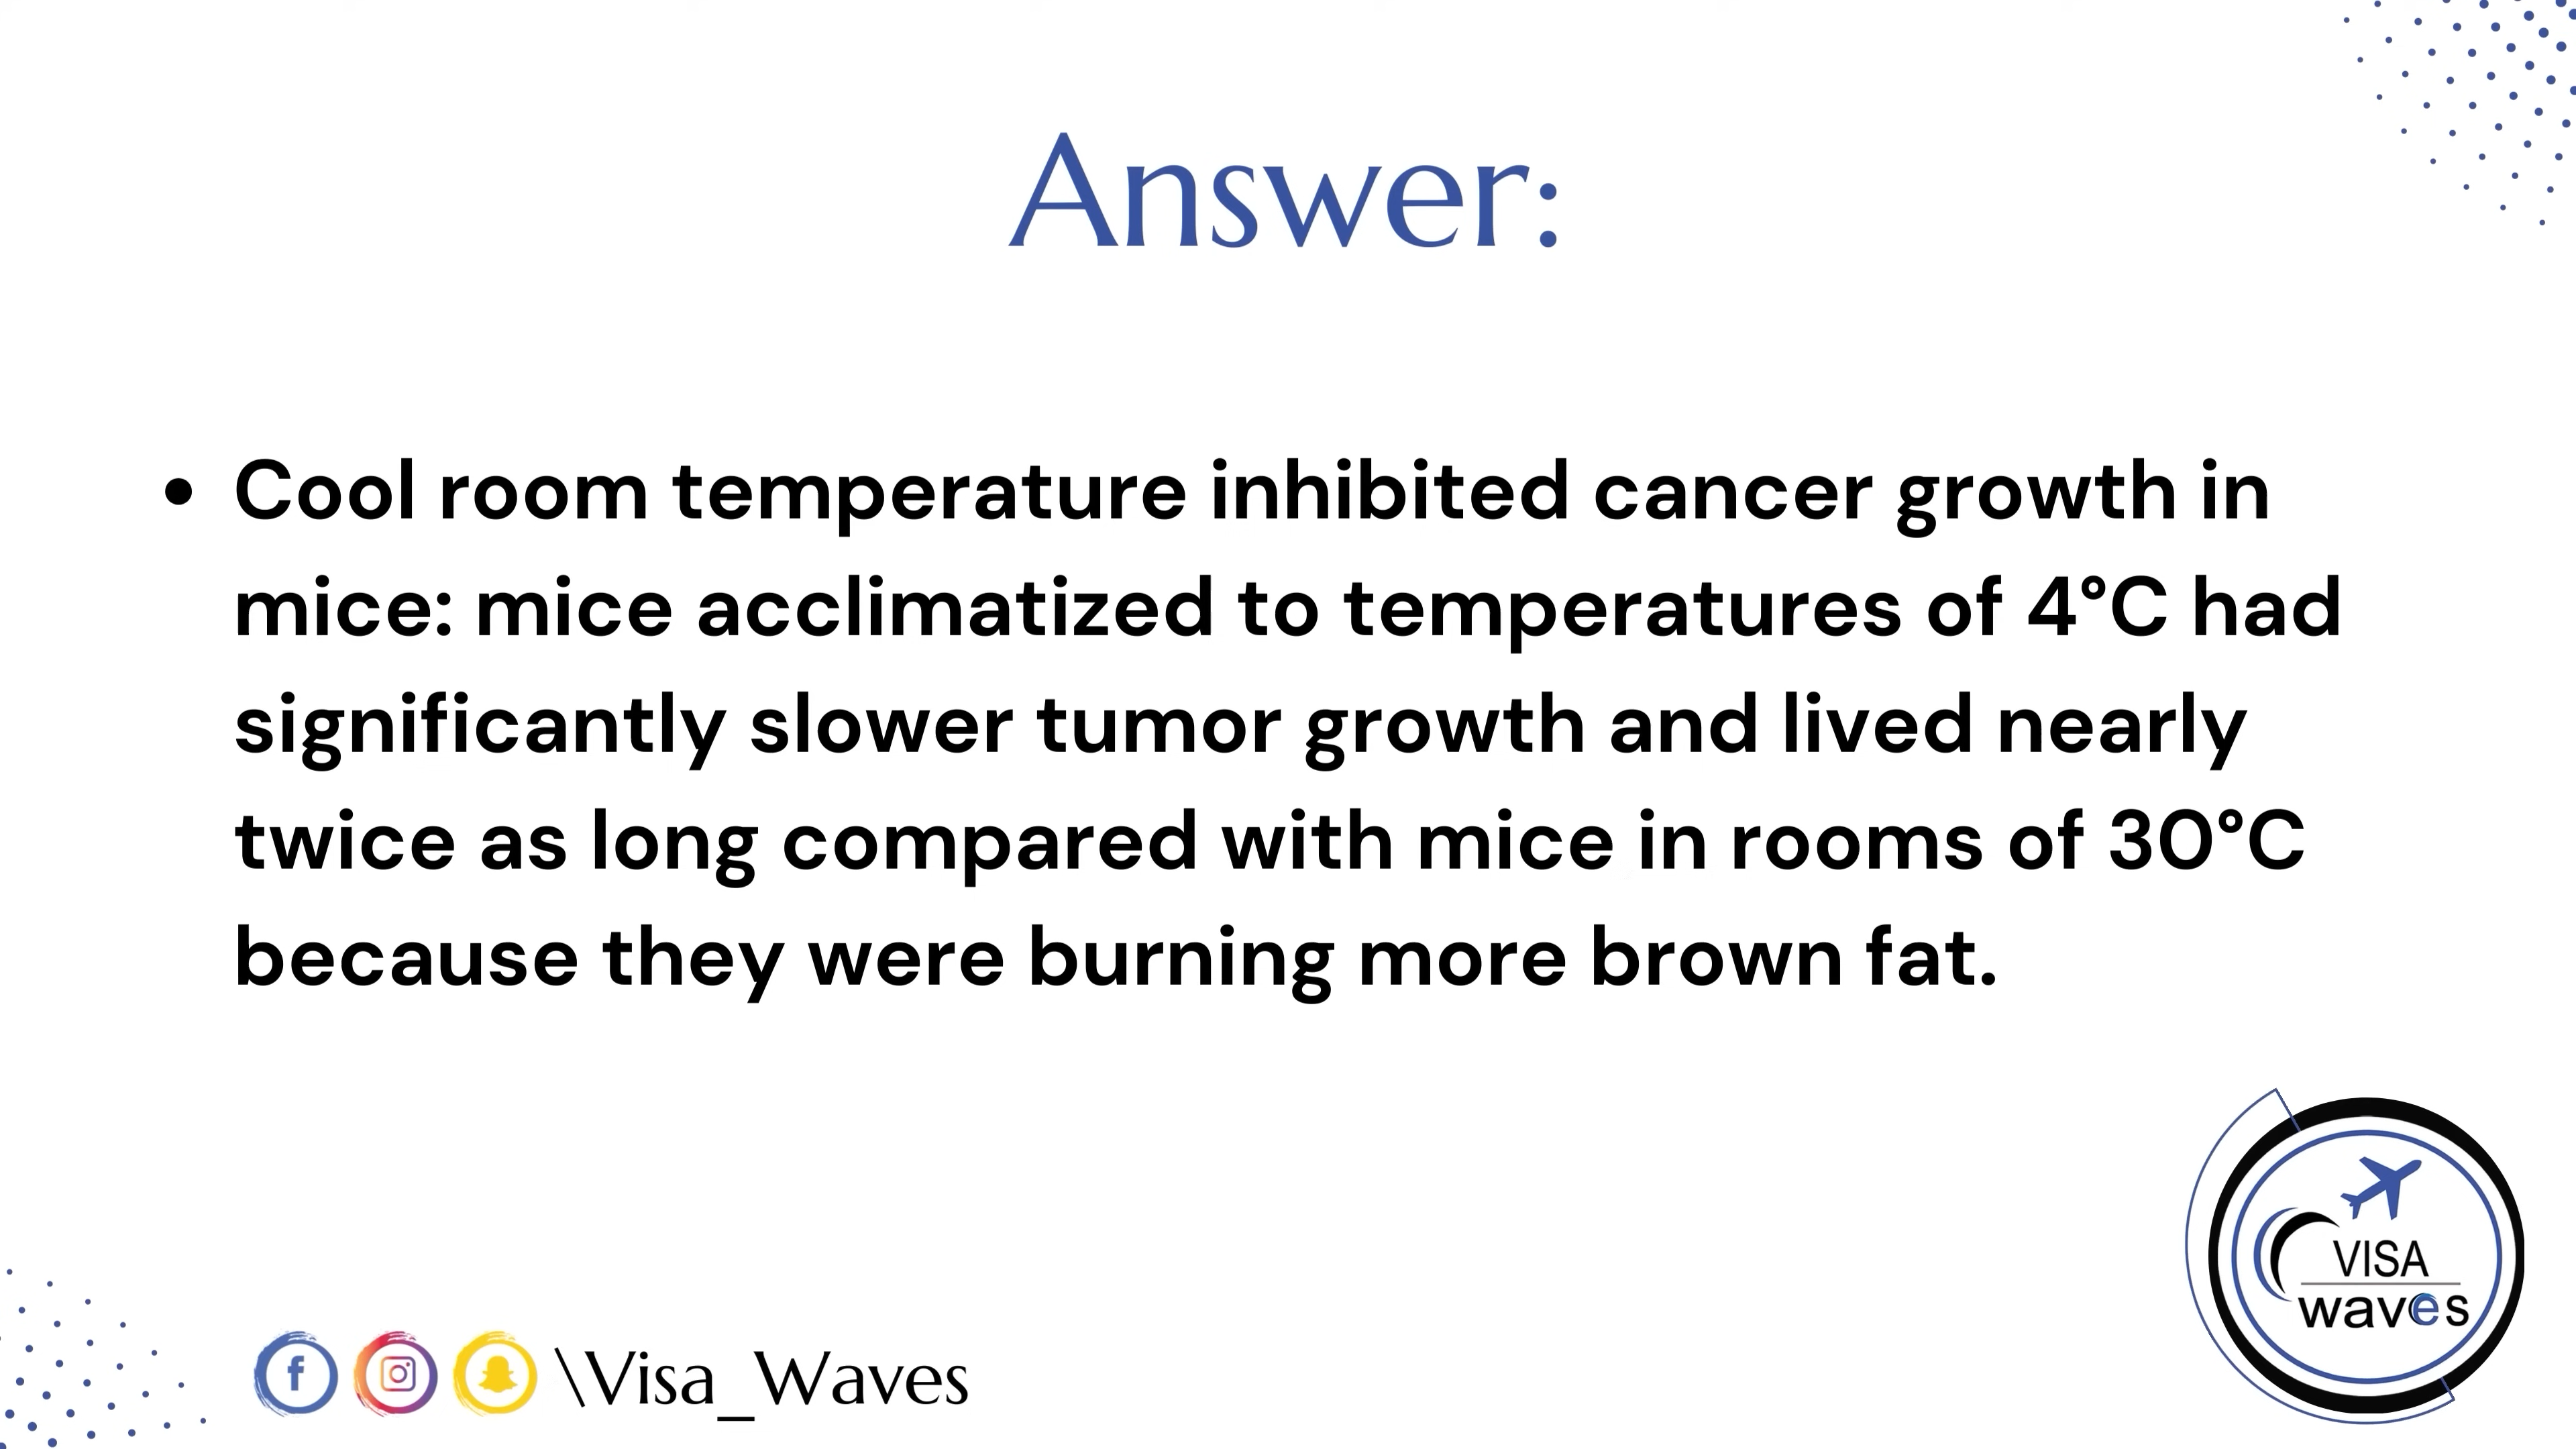 Answer:
• Cool room temperature inhibited cancer growth in
mice: mice acclimatized to temperatures of 4°C had
significantly slower tumor growth and lived nearly
twice as long compared with mice in rooms of 30°C
because they were burning more brown fat.
VISA
waves
\Visa_Waves